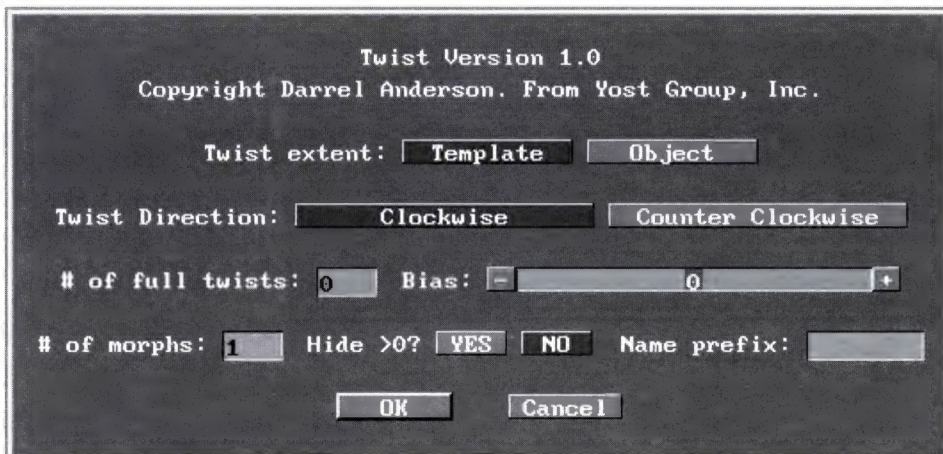 Twist Version 1.0
Copyright Darrel Anderson. From Yost Group, Inc.
Twist extent: Template Object
Twist Direction: Clockwise Counter Clockwise
# of full twists: 0 Bias: - 0 +
# of morphs: 1 Hide >0? YES NO Name prefix:
OK Cancel